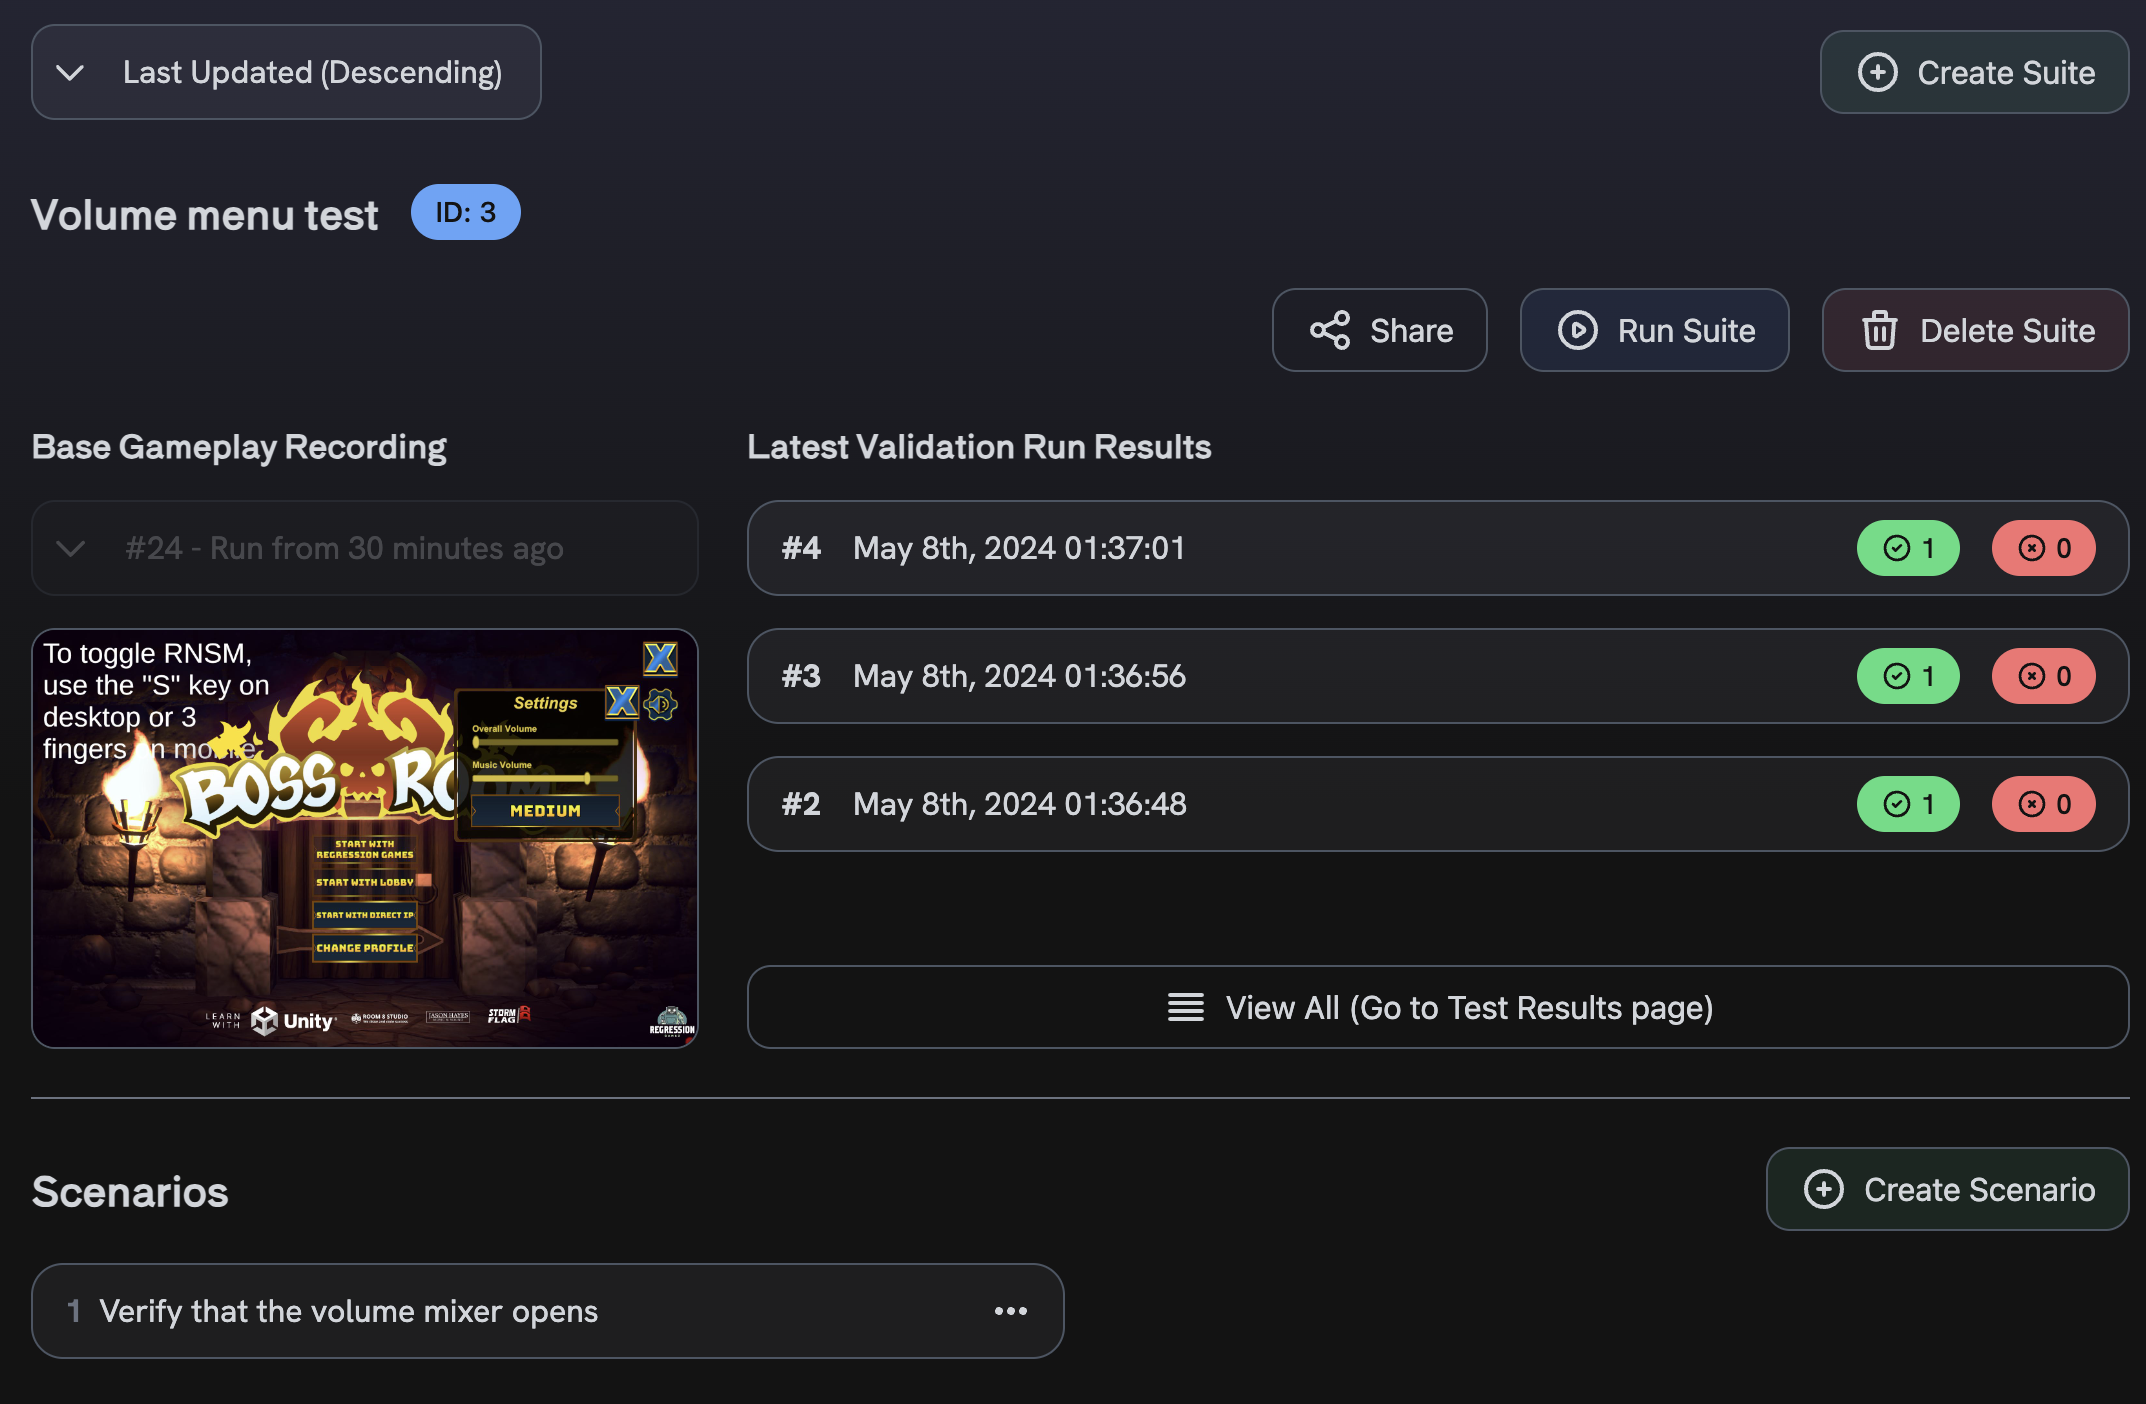 Last Updated (Descending)
Create Suite
Volume menu test
ID: 3
Share
Run Suite
Delete Suite
Base Gameplay Recording
Latest Validation Run Results
#24 - Run from 30 minutes ago
#4 May 8th, 2024 01:37:01 1 0
#3 May 8th, 2024 01:36:56 1 0
#2 May 8th, 2024 01:36:48 1 0
To toggle RNSM,
use the "S" key on
desktop or 3
fingers
Settings
Overall Volume
Music Volume
MEDIUM
BOSS
START WITH
REGRESSION GAMES
START WITH LOBBY
START WITH DIRECT IP
CHANGE PROFILE
LEARN
WITH
Unity
ROOM 8 STUDIO
JASON HAYES
STORM
FLAG
REGRESSION
View All (Go to Test Results page)
Scenarios
Create Scenario
1 Verify that the volume mixer opens